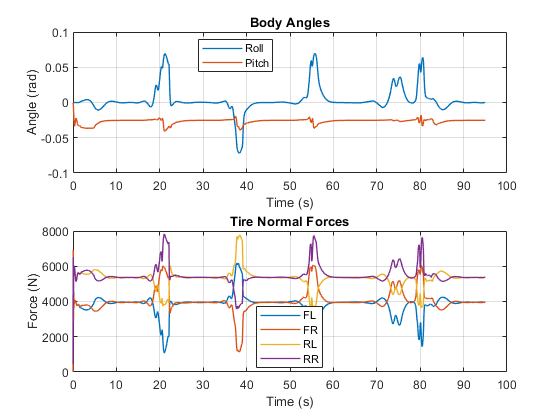 Body Angles
0.1
0.05
0
-0.05
-0.1
Angle (rad)
Roll
Pitch
0 10 20 30 40 50 60 70 80 90 100
Time (s)
Tire Normal Forces
8000
6000
4000
2000
0
Force (N)
FL
FR
RL
RR
0 10 20 30 40 50 60 70 80 90 100
Time (s)